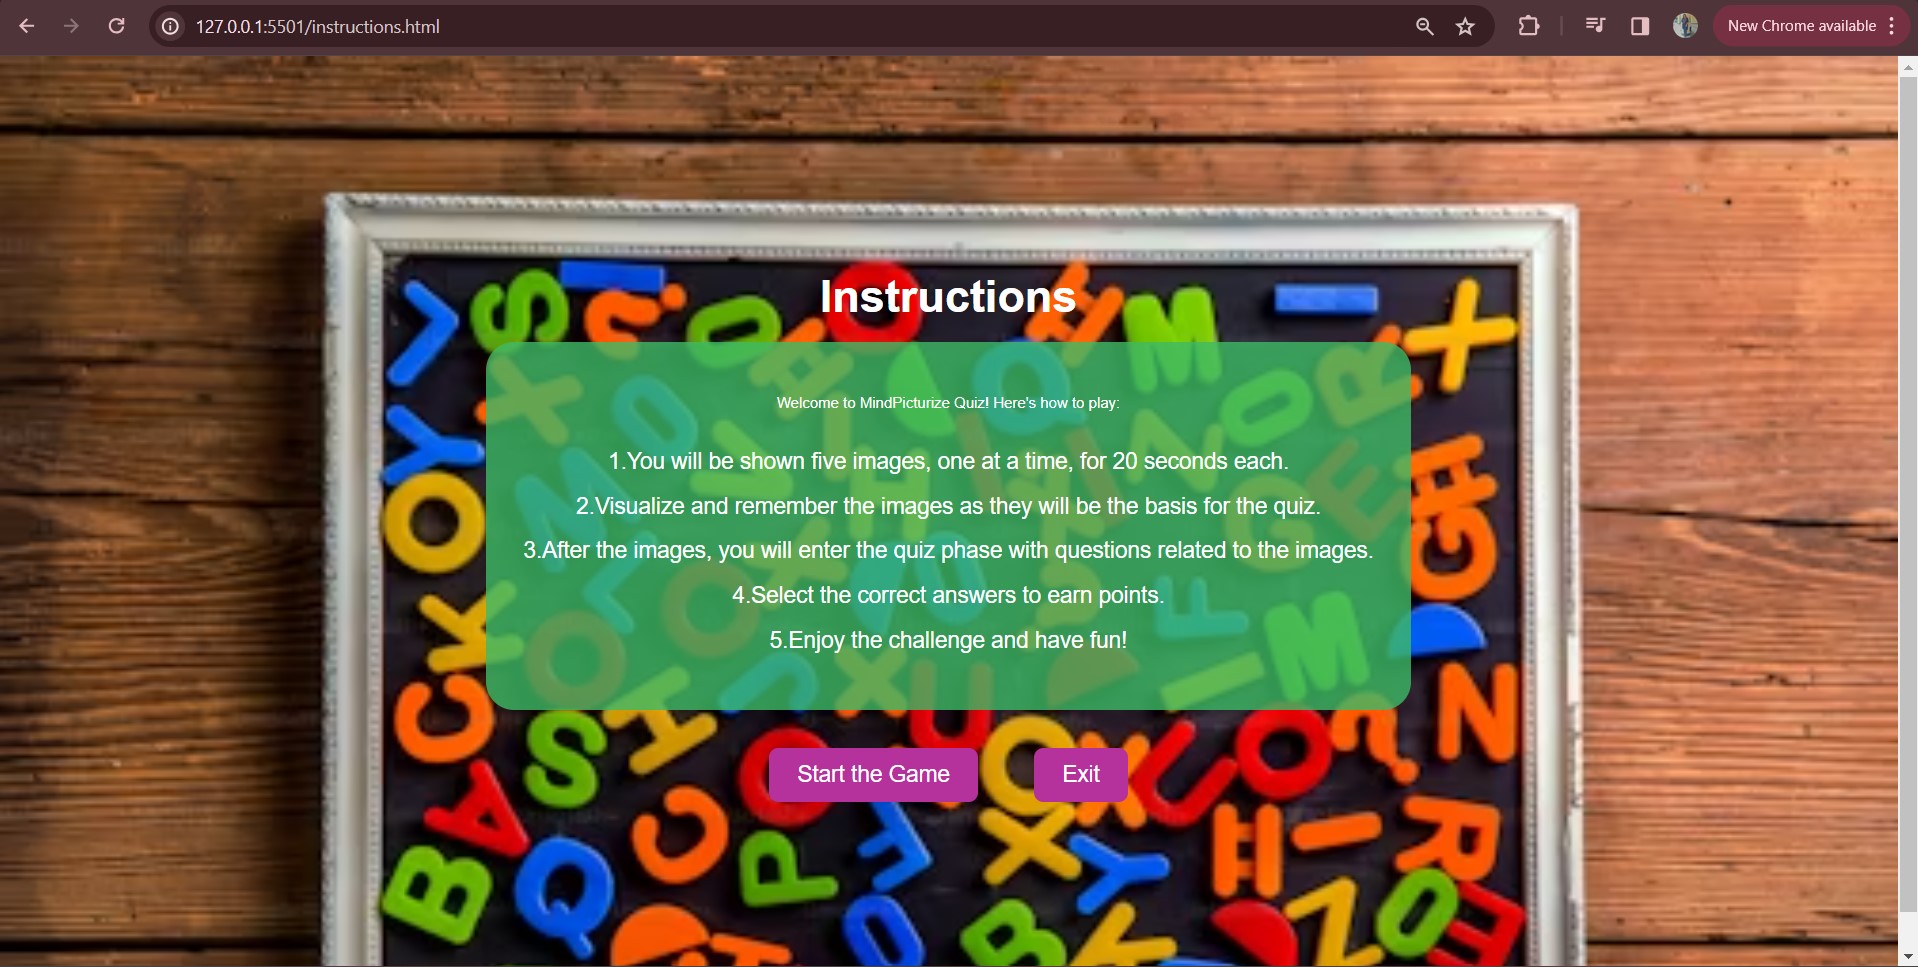 127.0.0.1:5501/instructions.html
New Chrome available
Instructions
Welcome to MindPicturize Quiz! Here's how to play:
1.You will be shown five images, one at a time, for 20 seconds each.
2.Visualize and remember the images as they will be the basis for the quiz.
3.After the images, you will enter the quiz phase with questions related to the images.
4.Select the correct answers to earn points.
5.Enjoy the challenge and have fun!
Start the Game
Exit